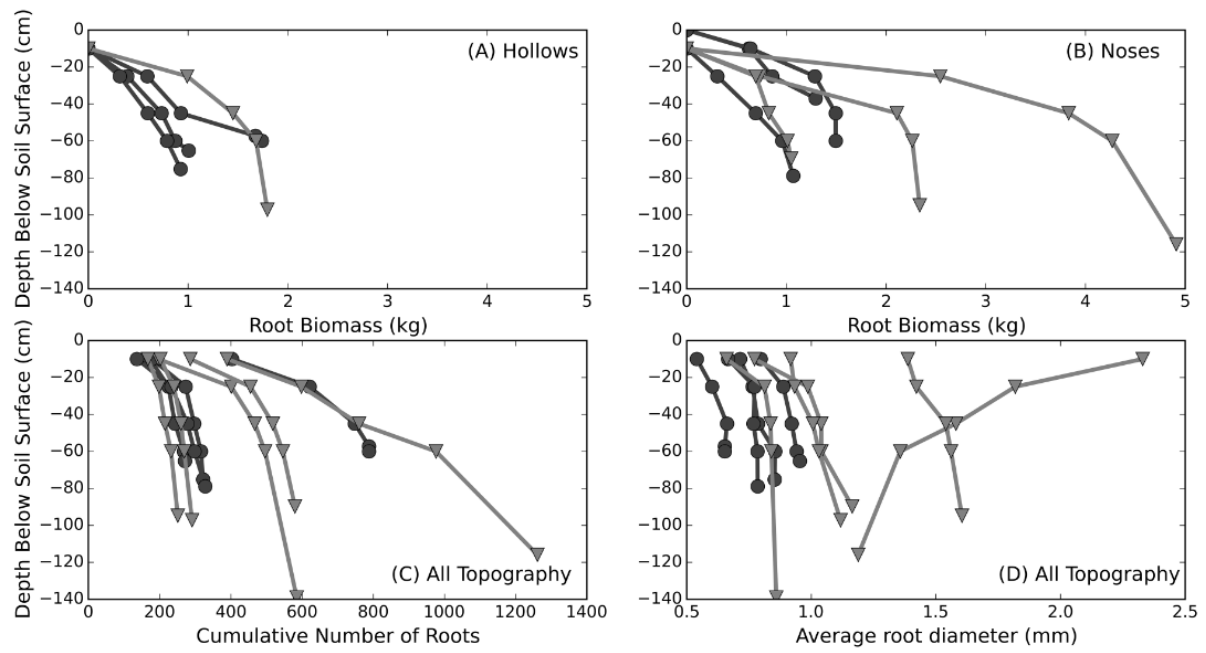 0
−20
−40
−60
−80
−100
−120
−140
Depth Below Soil Surface (cm)
(A) Hollows
0 1 2 3 4 5
Root Biomass (kg)
0
−20
−40
−60
−80
−100
−120
−140
(B) Noses
0 1 2 3 4 5
Root Biomass (kg)
0
−20
−40
−60
−80
−100
−120
−140
Depth Below Soil Surface (cm)
(C) All Topography
0 200 400 600 800 1000 1200 1400
Cumulative Number of Roots
0
−20
−40
−60
−80
−100
−120
−140
(D) All Topography
0.5 1.0 1.5 2.0 2.5
Average root diameter (mm)